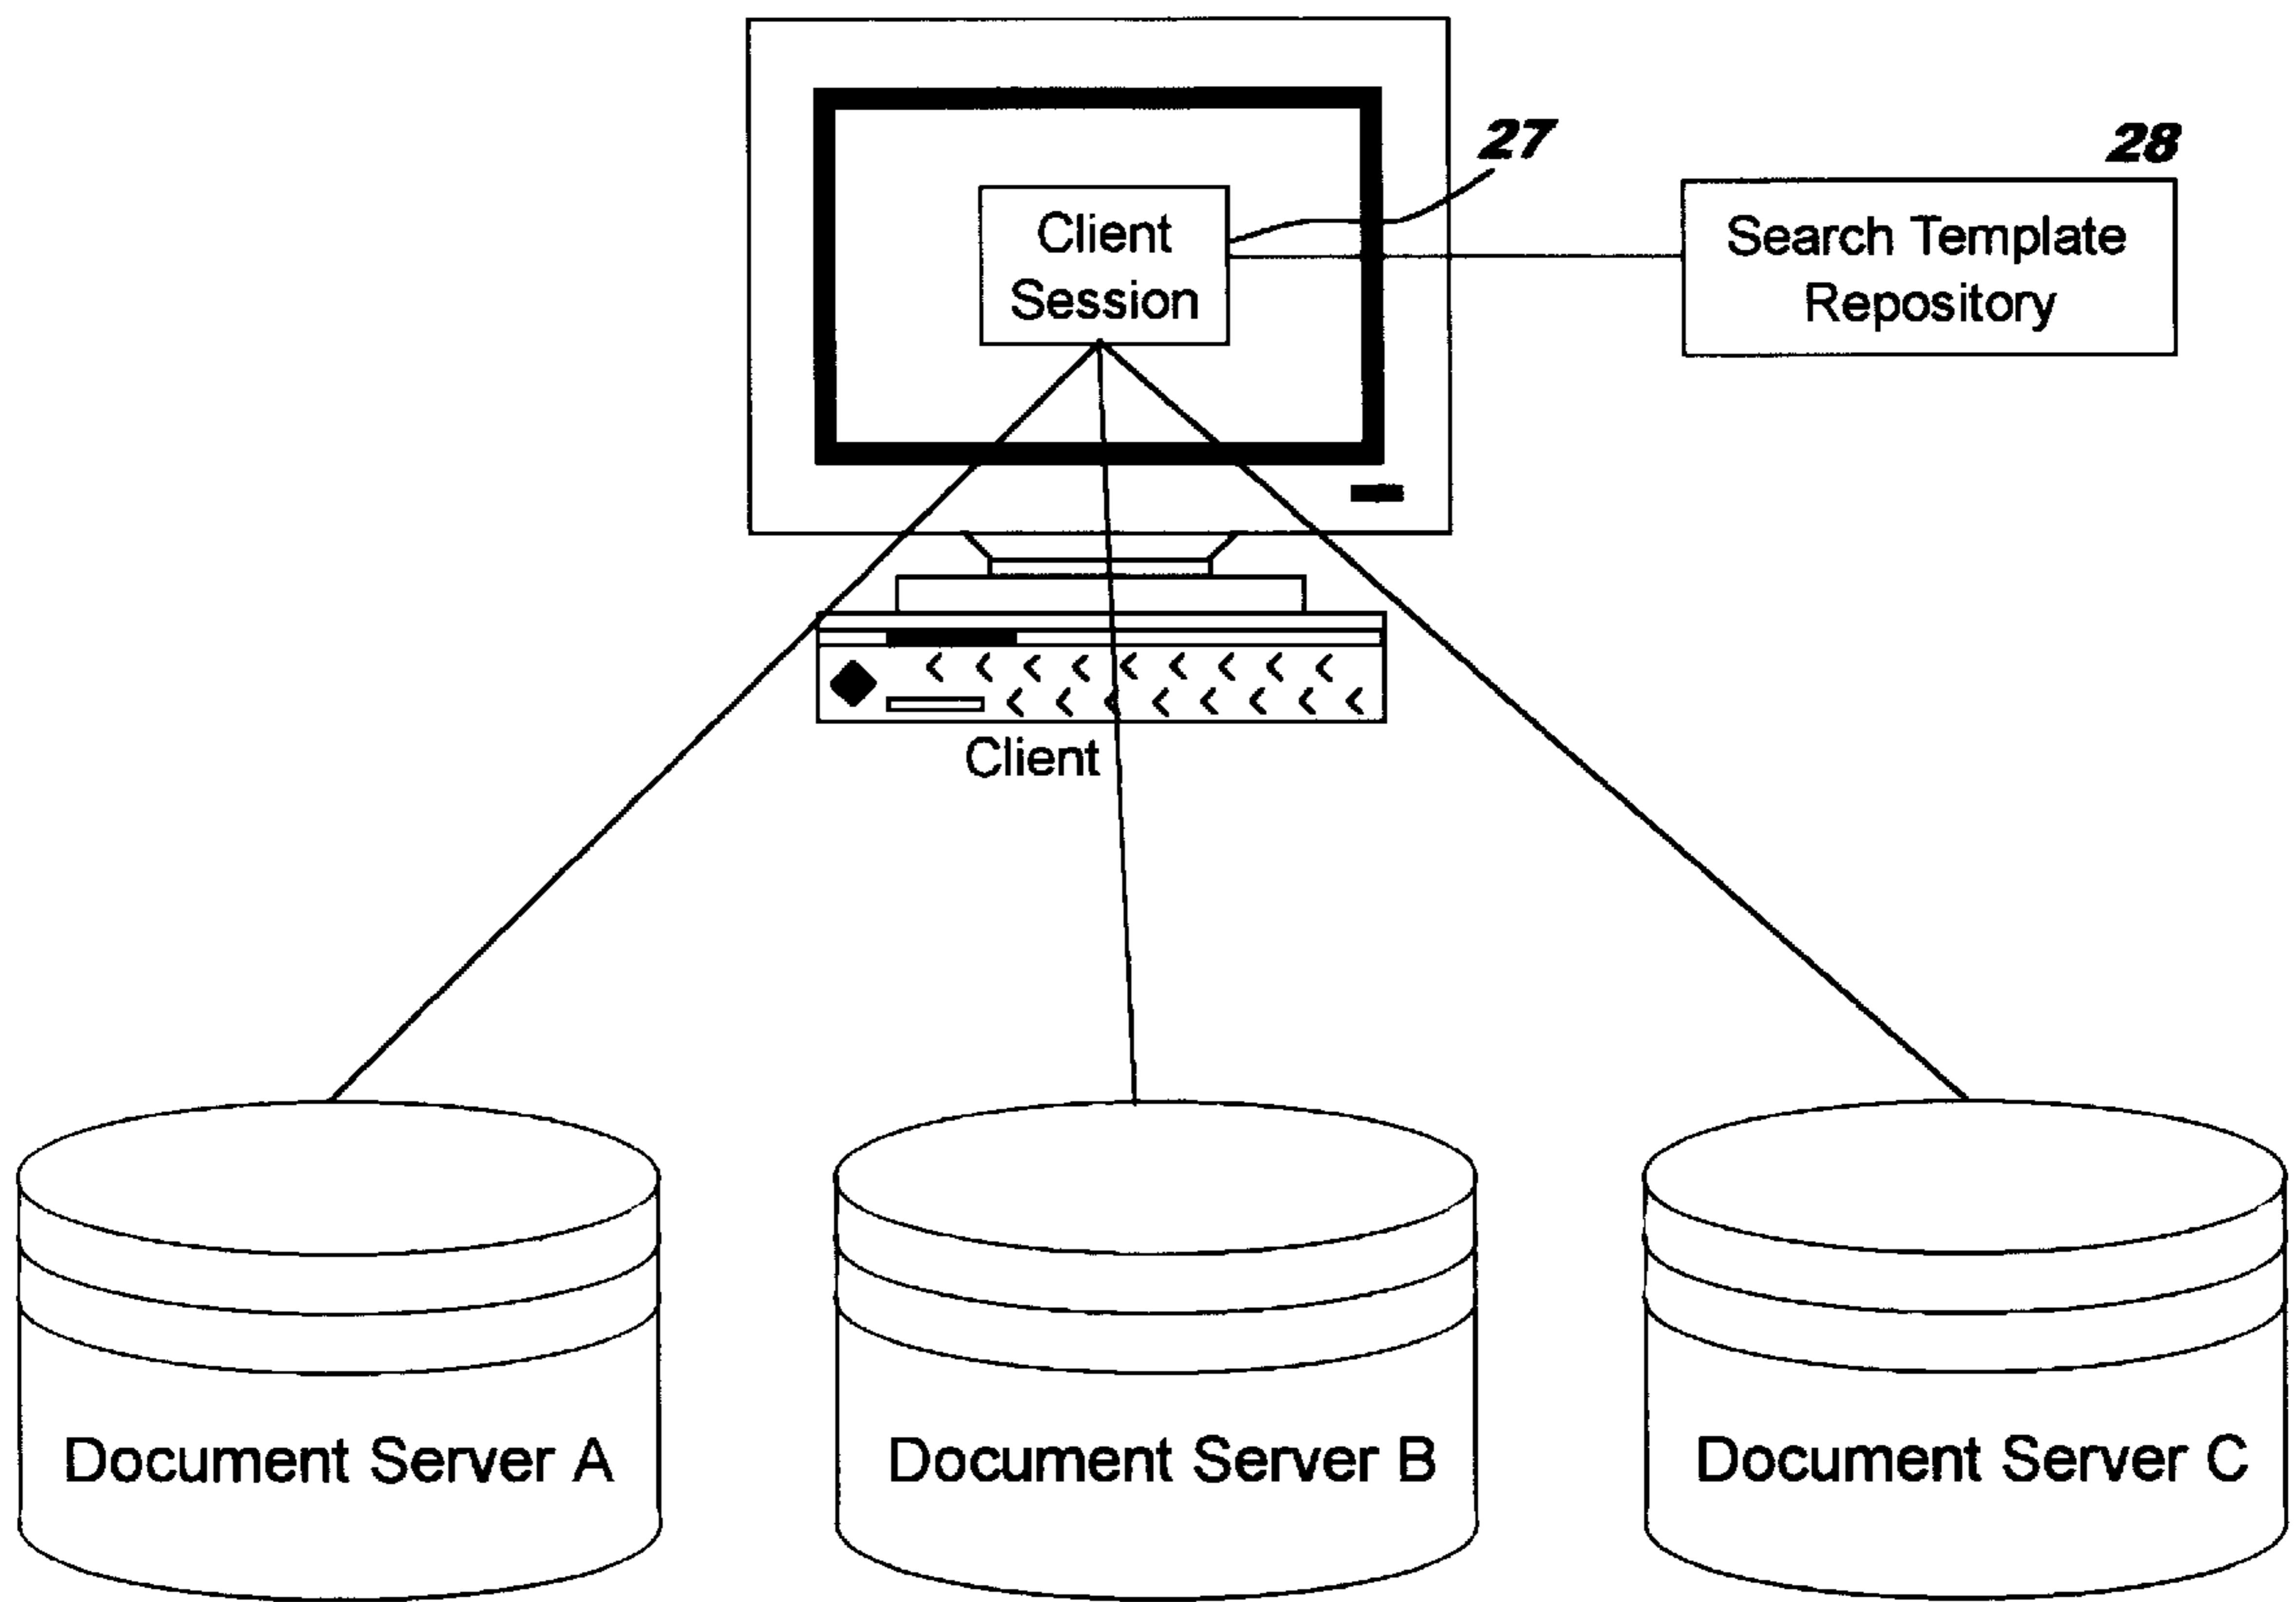 27
28
Client
Session
Search Template
Repository
Client
Document Server A
Document Server B
Document Server C